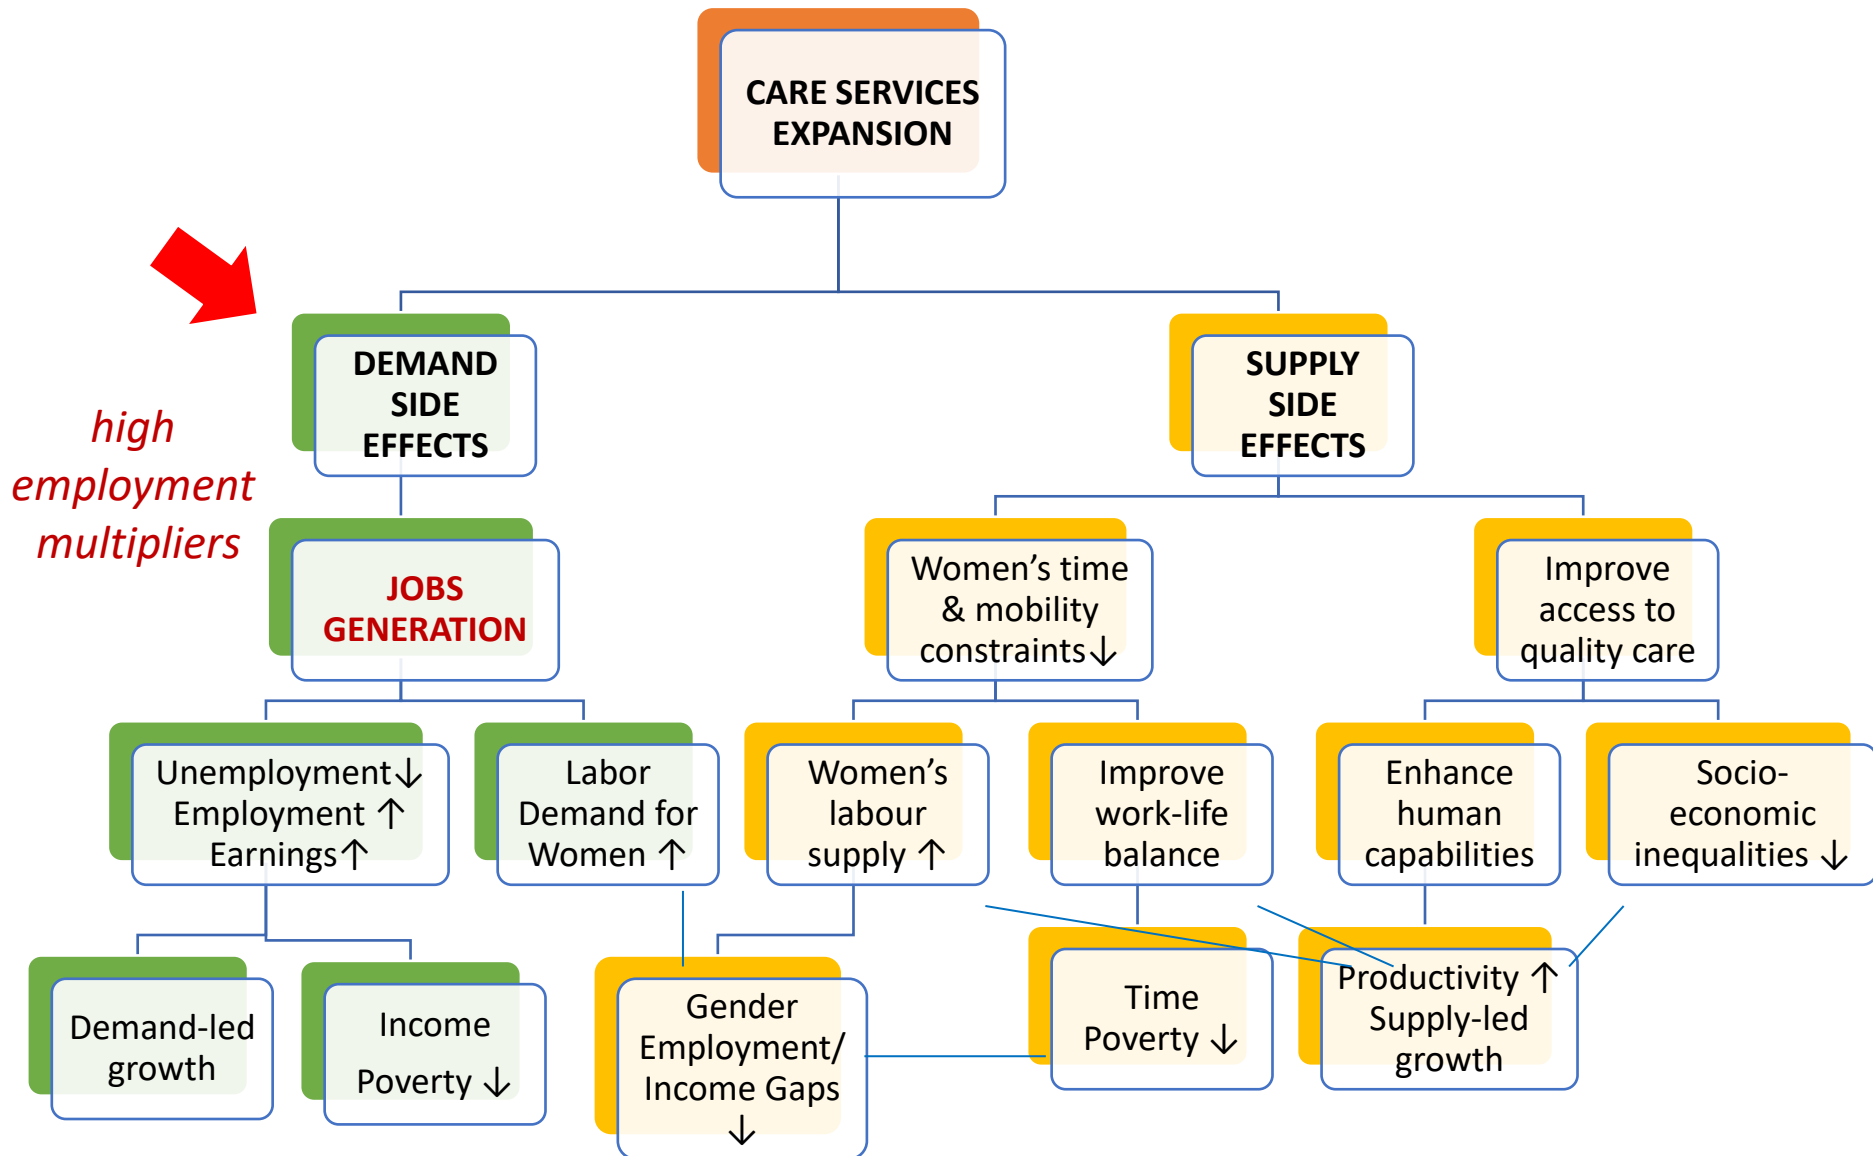 CARE SERVICES
EXPANSION
DEMAND
SIDE
EFFECTS
SUPPLY
SIDE
EFFECTS
high
employment
multipliers
JOBS
GENERATION
Women’s time
& mobility
constraints↓
Improve
access to
quality care
Unemployment↓
Employment ↑
Earnings↑
Labor
Demand for
Women ↑
Women’s
labour
supply ↑
Improve
work-life
balance
Enhance
human
capabilities
Socio-
economic
inequalities ↓
Demand-led
growth
Income
Poverty ↓
Gender
Employment/
Income Gaps
↓
Time
Poverty ↓
Productivity ↑
Supply-led
growth